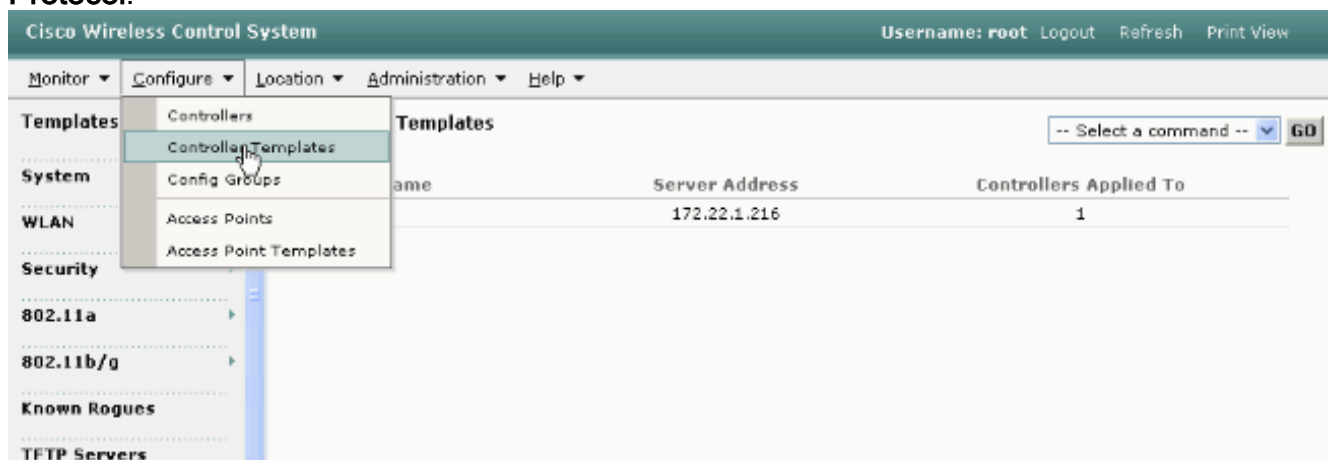 Protocol.
Cisco Wireless Control System
Username: root Logout Refresh Print View
Monitor Configure Location Administration Help
Templates
Controllers
Controller Templates
Config Groups
Access Points
Access Point Templates
Templates
-- Select a command -- GO
ame Server Address Controllers Applied To
172.22.1.216 1
System
WLAN
Security
802.11a
802.11b/g
Known Rogues
TFTP Servers